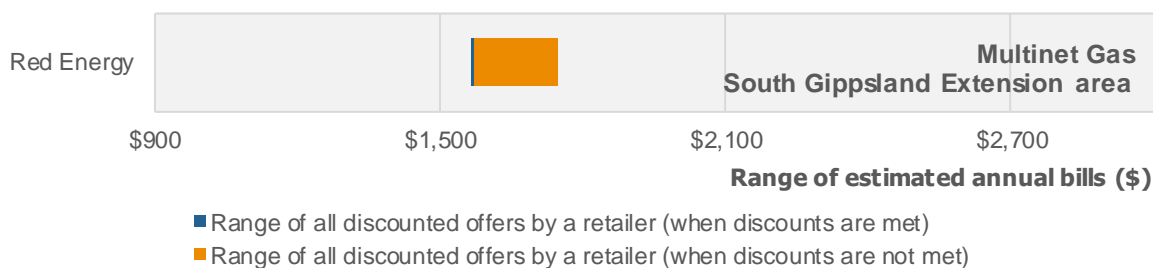 Red Energy
Multinet Gas
South Gippsland Extension area
$900
$1,500
$2,100
$2,700
Range of estimated annual bills ($)
Range of all discounted offers by a retailer (when discounts are met)
Range of all discounted offers by a retailer (when discounts are not met)